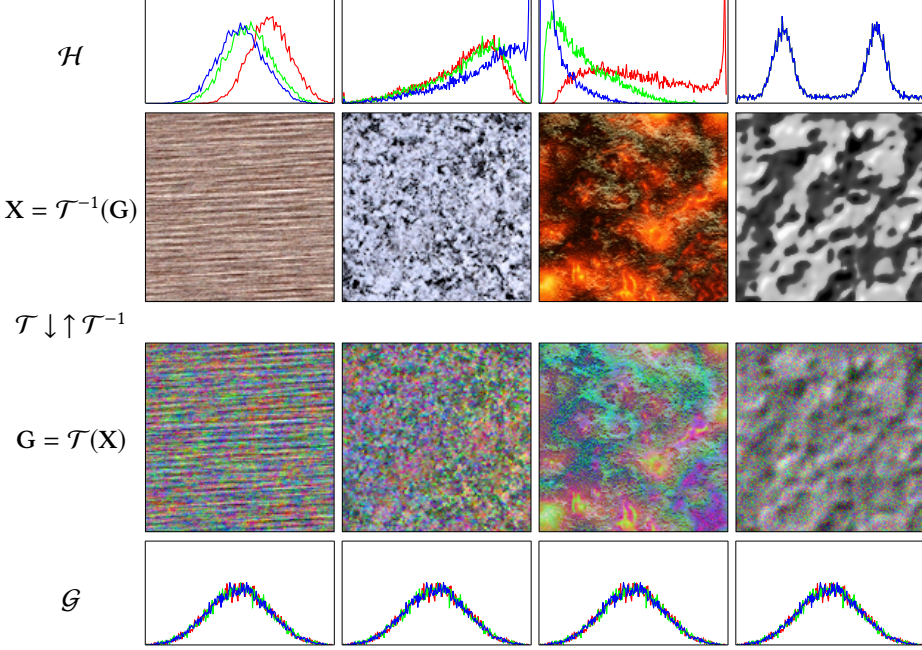 ℋ
X = 𝒯⁻¹(G)
𝒯 ↓↑ 𝒯⁻¹
G = 𝒯(X)
𝒢